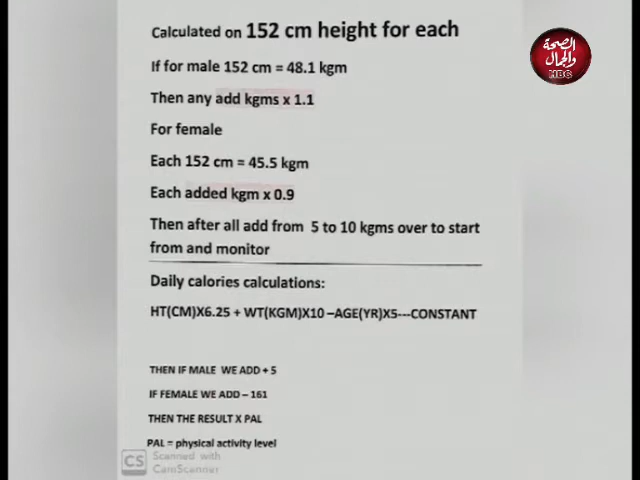 الصحة
والجمال
HBC
Calculated on 152 cm height for each
If for male 152 cm = 48.1 kgm
Then any add kgms x 1.1
For female
Each 152 cm = 45.5 kgm
Each added kgm x 0.9
Then after all add from 5 to 10 kgms over to start
from and monitor
Daily calories calculations:
HT(CM)X6.25 + WT(KGM)X10 –AGE(YR)X5---CONSTANT
THEN IF MALE WE ADD + 5
IF FEMALE WE ADD – 161
THEN THE RESULT X PAL
PAL = physical activity level
CS Scanned with
CamScanner